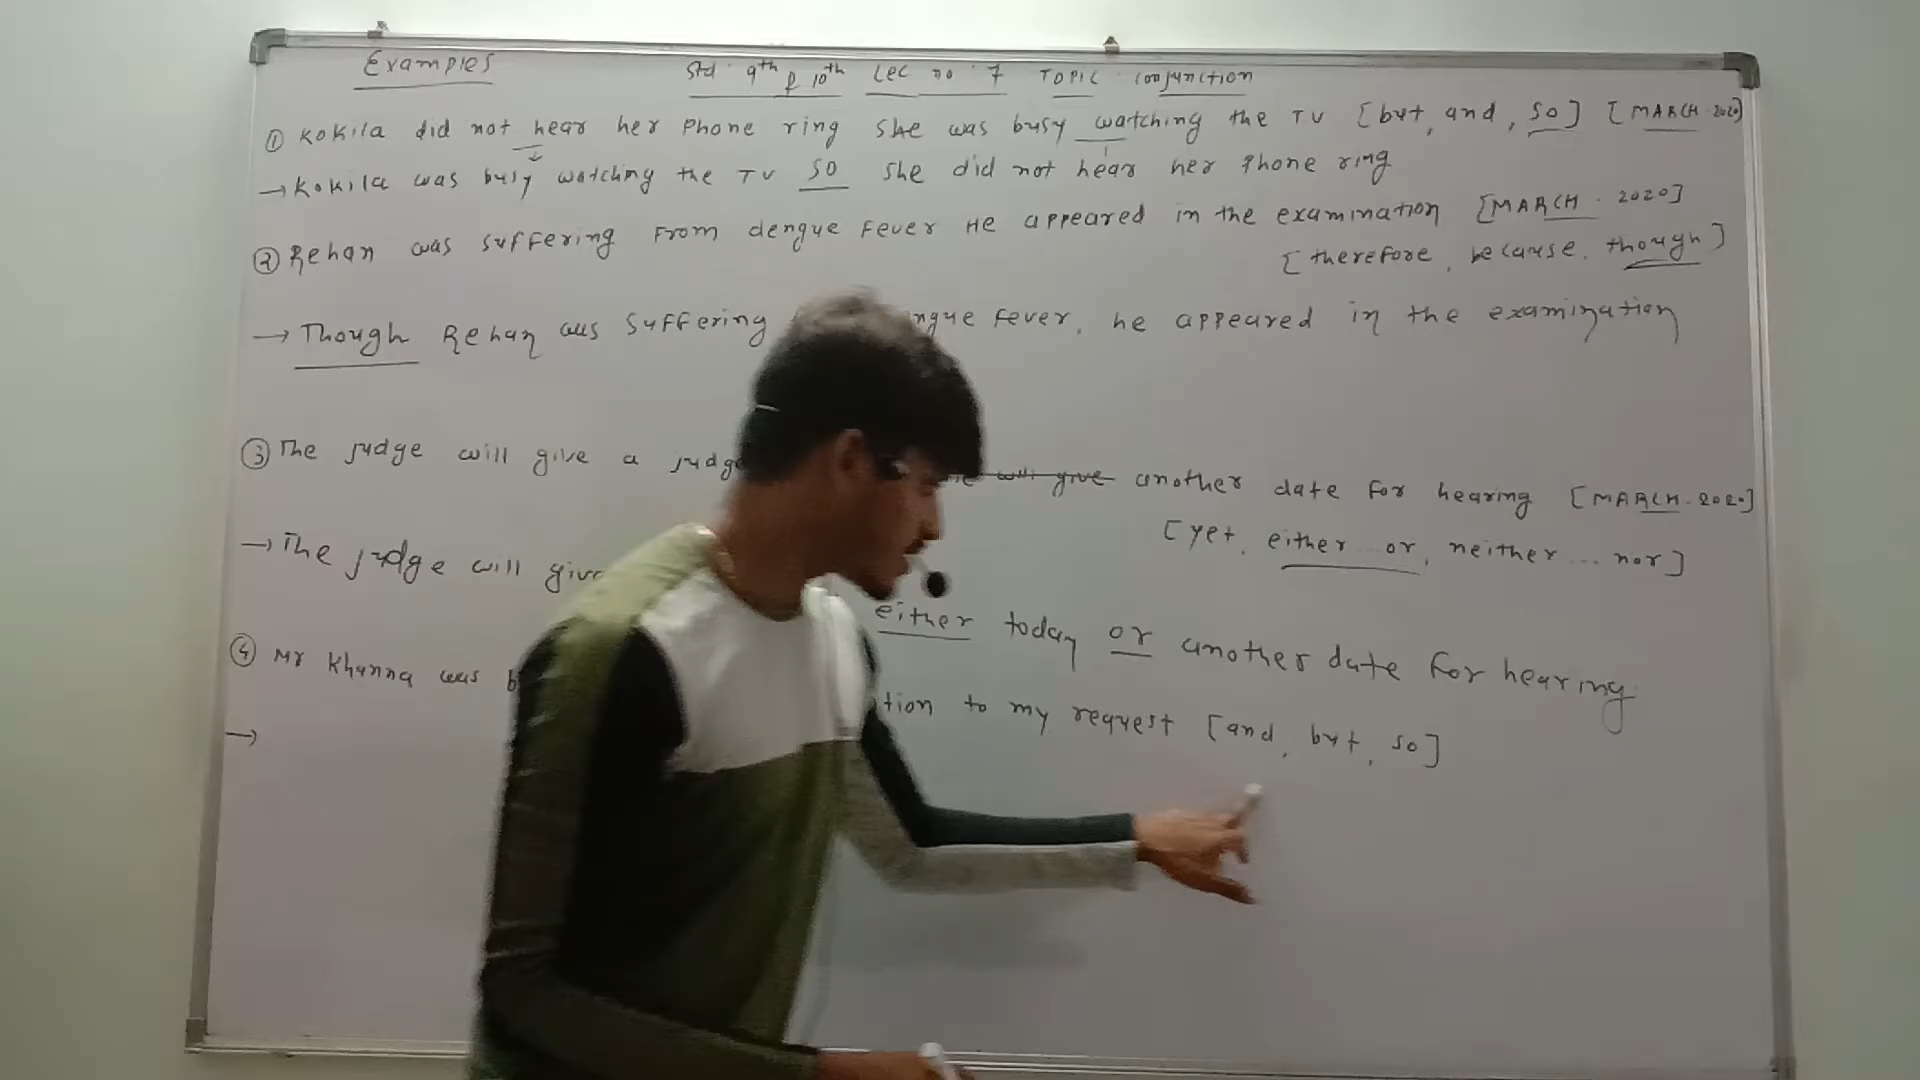 Examples
Std. 9th & 10th Lec no. 7 Topic conjunction
① Kokila did not hear her phone ring she was busy watching the TV [but, and, so] [MARCH 2020]
→ Kokila was busy watching the TV so she did not hear her phone ring
② Rehan was suffering from dengue fever He appeared in the examination [MARCH. 2020]
[therefore, because, though]
→ Though Rehan was suffering fever, he appeared in the examination
③ The judge will give a will give another date for hearing [MARCH. 2020]
[yet, either...or, neither... nor]
→ The judge will give either today or another date for hearing.
④ Mr Khanna was to my request [and, but, so]
→